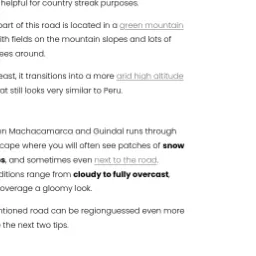 helpful for country streak purposes.
part of this road is located in a green mountain
ith fields on the mountain slopes and lots of
ees around.
east, it transitions into a more arid high altitude
at still looks very similar to Peru.
en Machacamarca and Guindal runs through
cape where you will often see patches of snow
s, and sometimes even next to the road.
ditions range from cloudy to fully overcast,
overage a gloomy look.
ntioned road can be regionguessed even more
the next two tips.